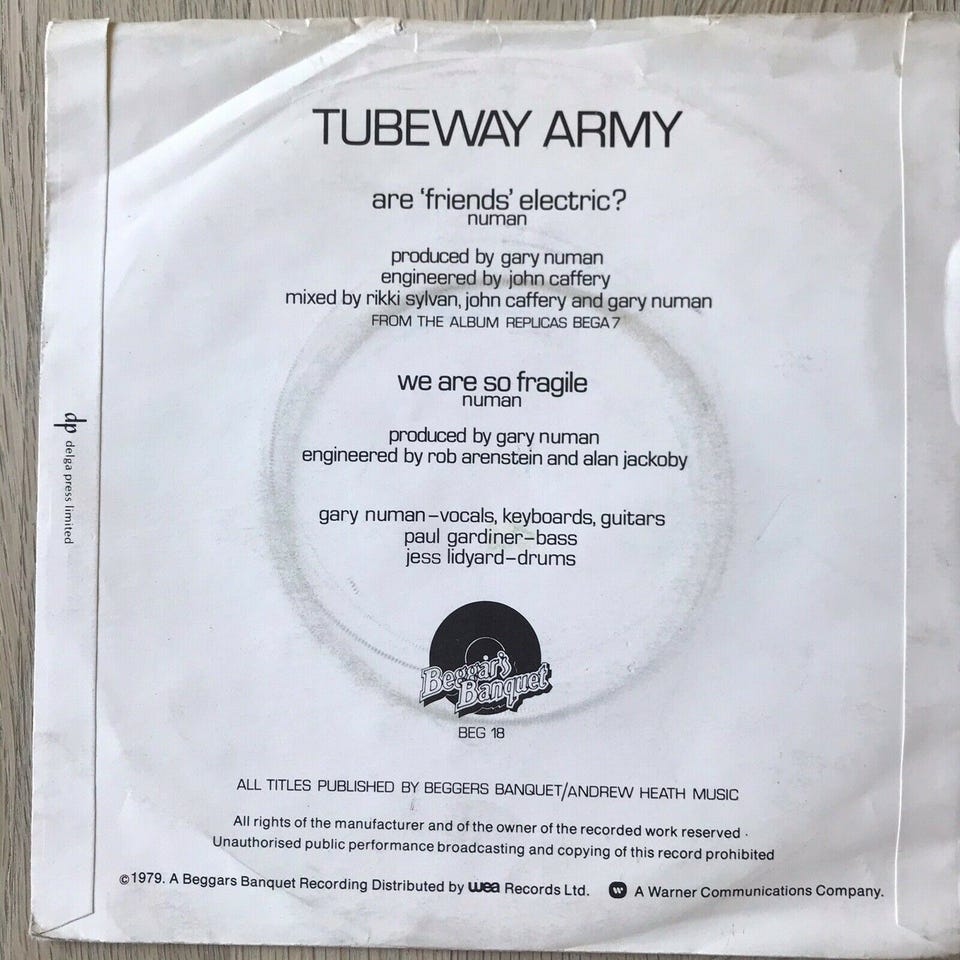 TUBEWAY ARMY
are ‘friends’ electric?
numan
produced by gary numan
engineered by john caffery
mixed by rikki sylvan, john caffery and gary numan
FROM THE ALBUM REPLICAS BEGA 7
we are so fragile
numan
produced by gary numan
engineered by rob arenstein and alan jackoby
gary numan–vocals, keyboards, guitars
paul gardiner–bass
jess lidyard–drums
Beggar's
Banquet
BEG 18
ALL TITLES PUBLISHED BY BEGGERS BANQUET/ANDREW HEATH MUSIC
All rights of the manufacturer and of the owner of the recorded work reserved .
Unauthorised public performance broadcasting and copying of this record prohibited
©1979. A Beggars Banquet Recording Distributed by wea Records Ltd. W A Warner Communications Company.
dp delga press limited